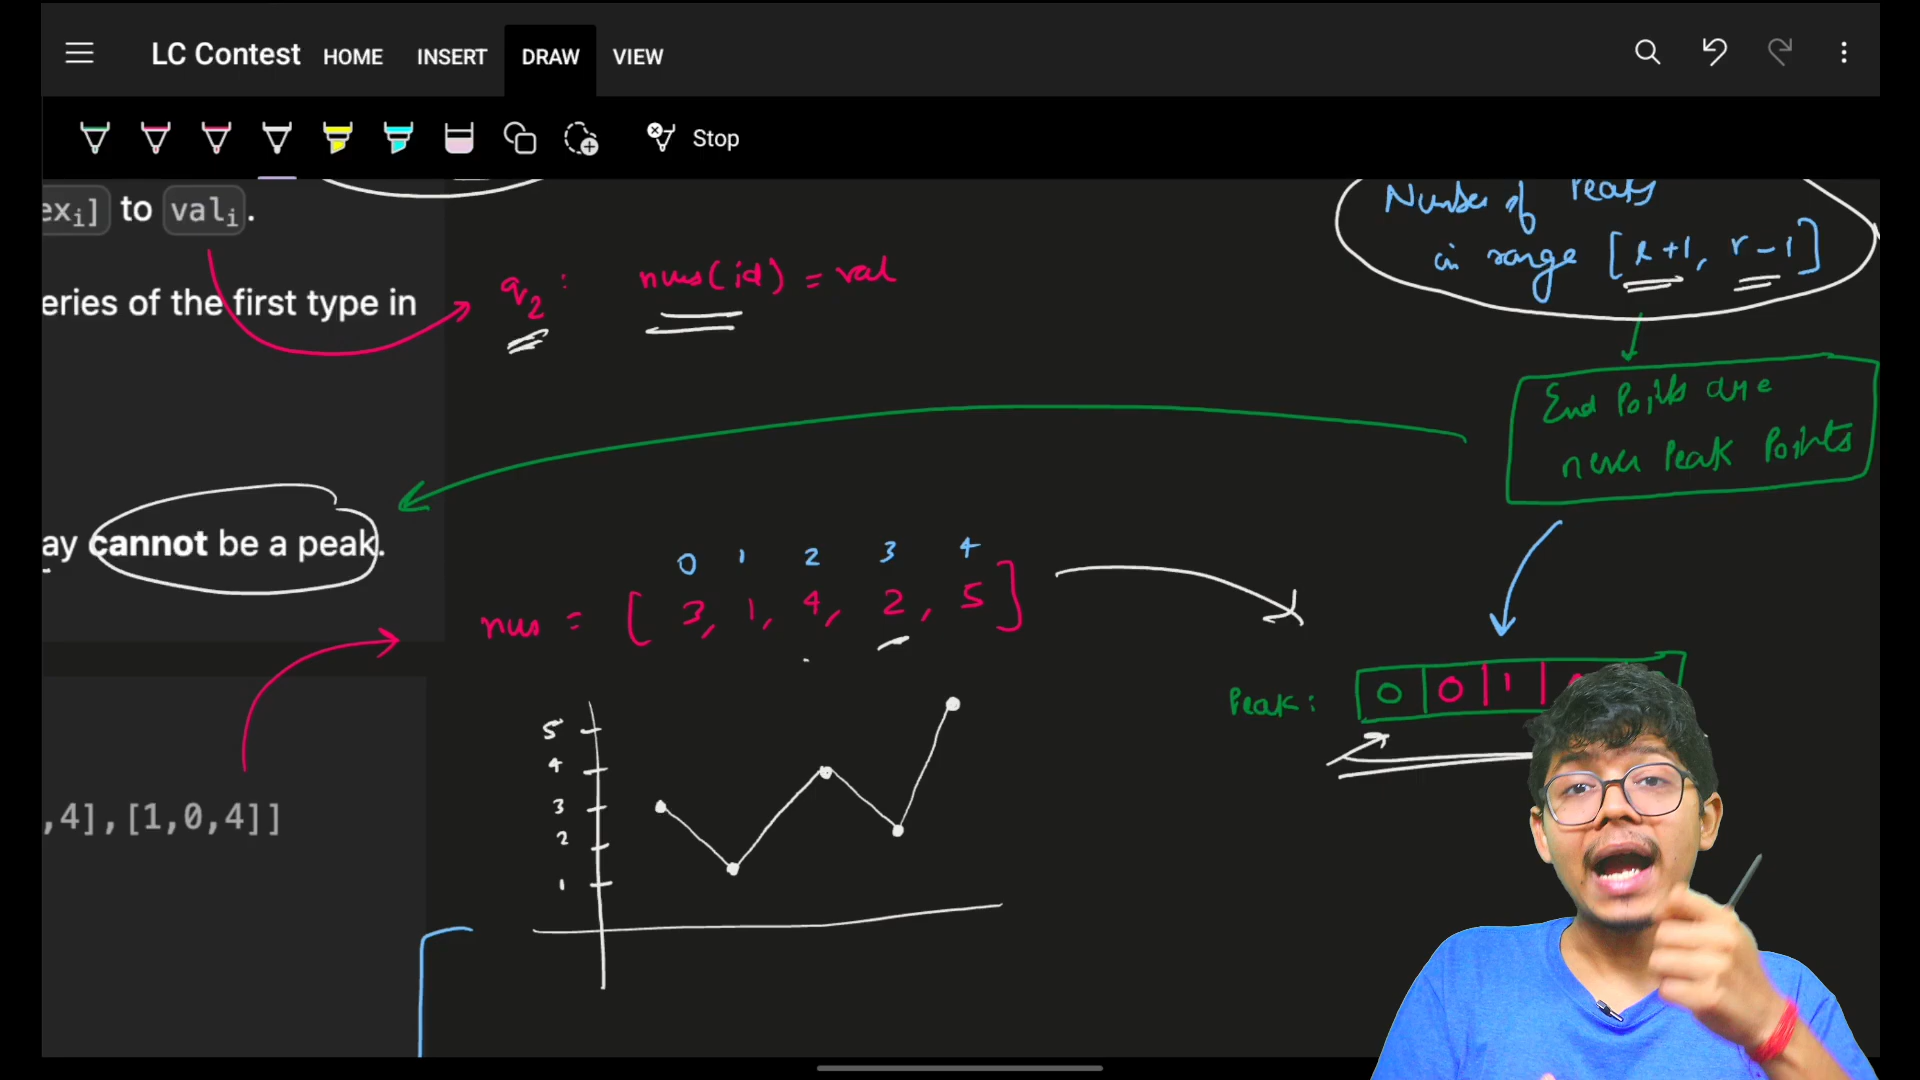 LC Contest HOME INSERT DRAW VIEW
Stop
ex_i] to val_i.
eries of the first type in
ay cannot be a peak.
,4],[1,0,4]]
q2 : nums(id) = val
Number of Peaks
in range [l+1, r-1]
End Points are
never Peak Points
0 1 2 3 4
nus = [ 3, 1, 4, 2, 5 ]
Peak: 0 0 1
5
4
3
2
1